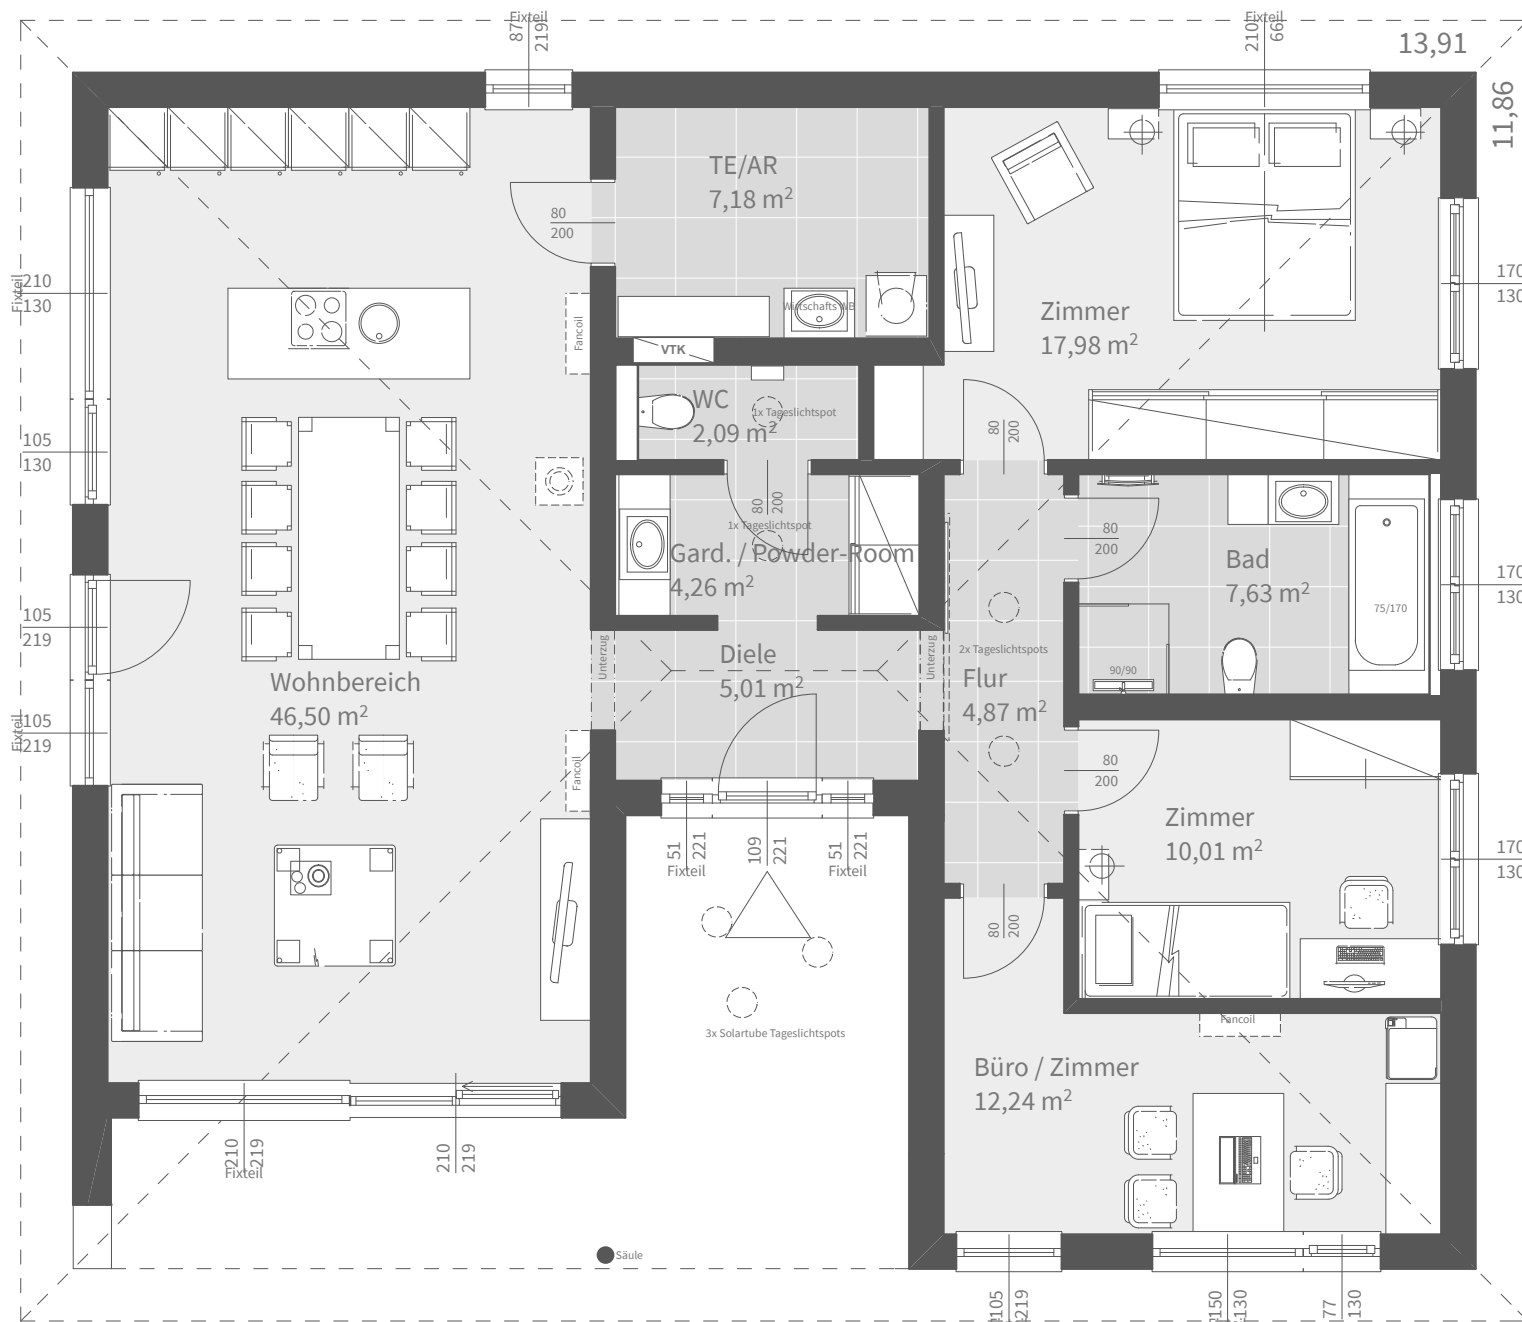 Fixteil
87
219
Fixteil
210
66
13,91
11,86
TE/AR
7,18 m²
80
200
Fixteil
210
130
Fancoil
Wirtschafts WB
VTK
Zimmer
17,98 m²
170
130
WC
2,09 m²
1x Tageslichtspot
80
200
80
200
105
130
1x Tageslichtspot
Gard. / Powder-Room
4,26 m²
80
200
Bad
7,63 m²
75/170
170
130
105
219
Unterzug
Diele
5,01 m²
Unterzug
2x Tageslichtspots
Flur
4,87 m²
90/90
Wohnbereich
46,50 m²
Fixteil
105
219
Fancoil
80
200
Zimmer
10,01 m²
170
130
51
221
Fixteil
109
221
51
221
Fixteil
80
200
3x Solartube Tageslichtspots
Fancoil
Büro / Zimmer
12,24 m²
210
219
Fixteil
210
219
Säule
105
219
150
130
77
130